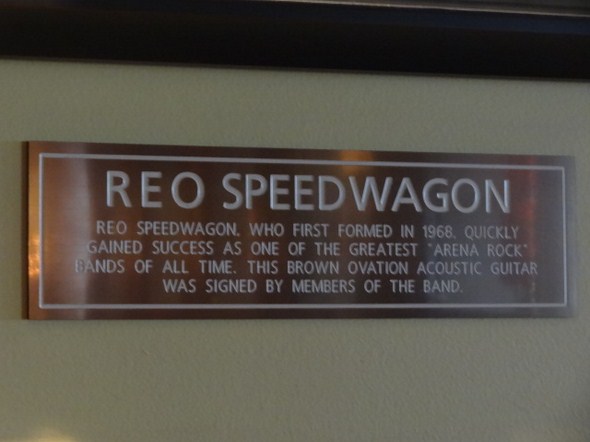 REO SPEEDWAGON
REO SPEEDWAGON, WHO FIRST FORMED IN 1968, QUICKLY
GAINED SUCCESS AS ONE OF THE GREATEST "ARENA ROCK"
BANDS OF ALL TIME. THIS BROWN OVATION ACOUSTIC GUITAR
WAS SIGNED BY MEMBERS OF THE BAND.